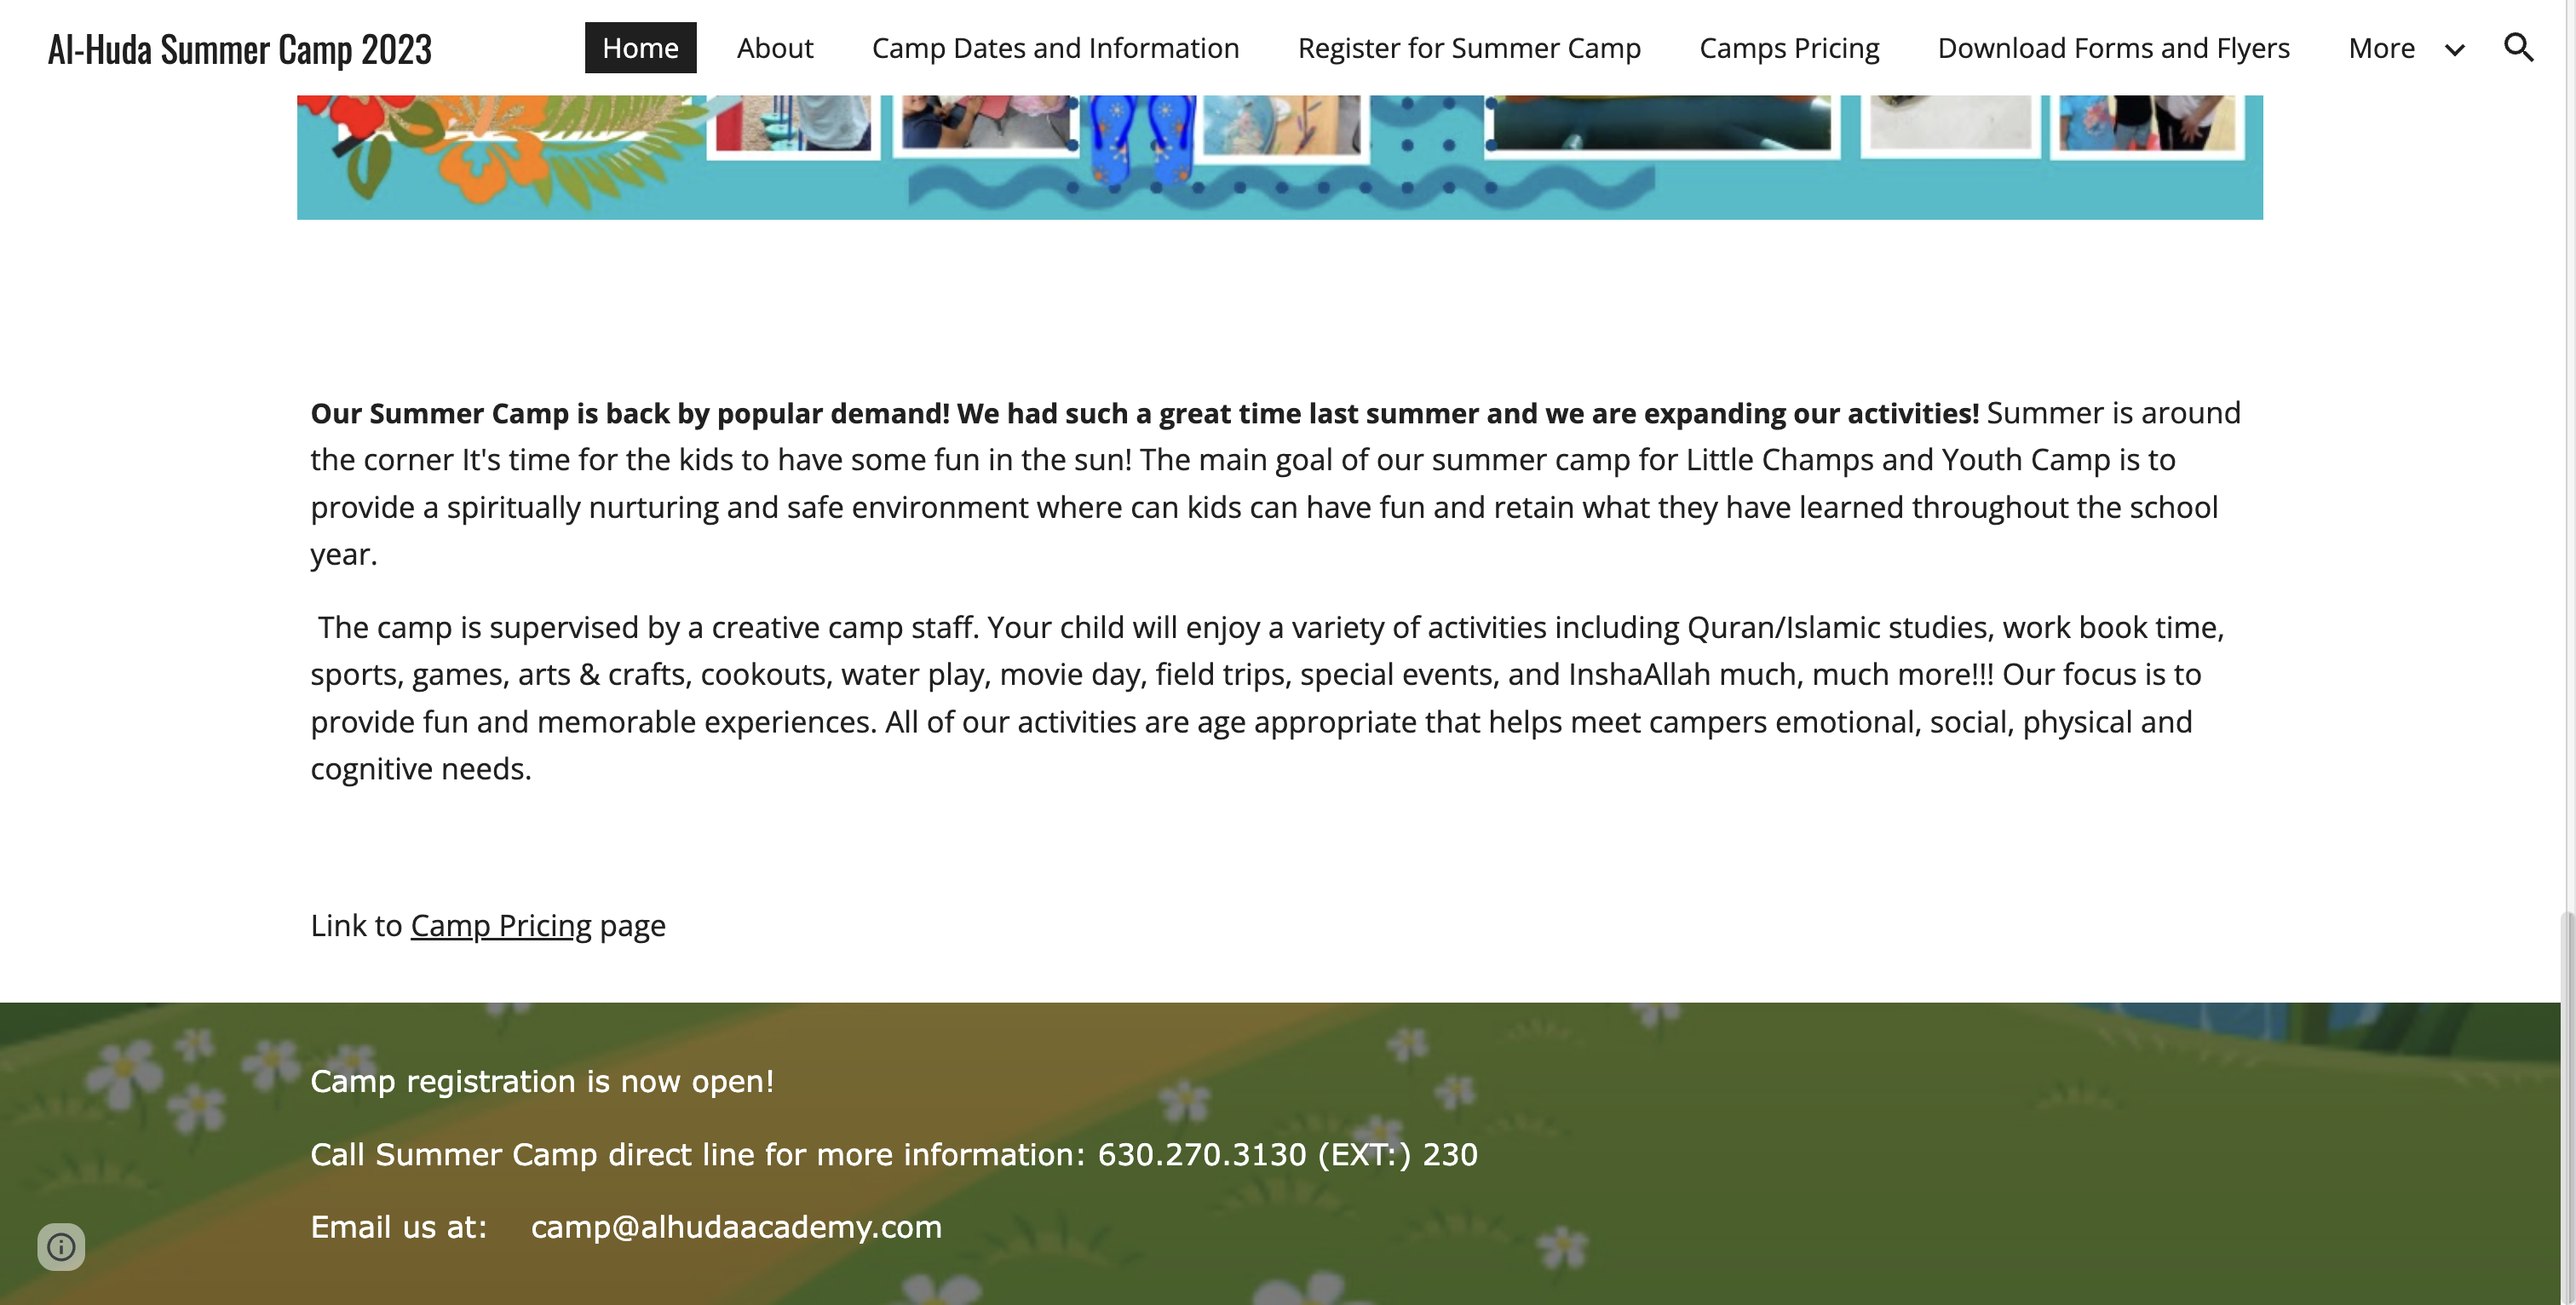 Al-Huda Summer Camp 2023
Home
About
Camp Dates and Information
Register for Summer Camp
Camps Pricing
Download Forms and Flyers
More
Our Summer Camp is back by popular demand! We had such a great time last summer and we are expanding our activities! Summer is around
the corner It's time for the kids to have some fun in the sun! The main goal of our summer camp for Little Champs and Youth Camp is to
provide a spiritually nurturing and safe environment where can kids can have fun and retain what they have learned throughout the school
year.
The camp is supervised by a creative camp staff. Your child will enjoy a variety of activities including Quran/Islamic studies, work book time,
sports, games, arts & crafts, cookouts, water play, movie day, field trips, special events, and InshaAllah much, much more!!! Our focus is to
provide fun and memorable experiences. All of our activities are age appropriate that helps meet campers emotional, social, physical and
cognitive needs.
Link to Camp Pricing page
Camp registration is now open!
Call Summer Camp direct line for more information: 630.270.3130 (EXT:) 230
Email us at: camp@alhudaacademy.com